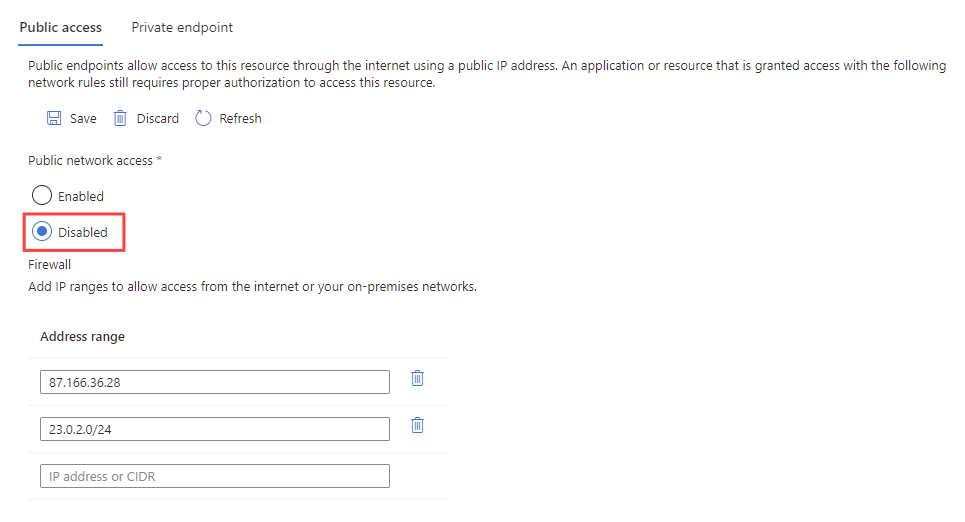 Public access Private endpoint
Public endpoints allow access to this resource through the internet using a public IP address. An application or resource that is granted access with the following
network rules still requires proper authorization to access this resource.
Save Discard Refresh
Public network access *
Enabled
Disabled
Firewall
Add IP ranges to allow access from the internet or your on-premises networks.
Address range
87.166.36.28
23.0.2.0/24
IP address or CIDR